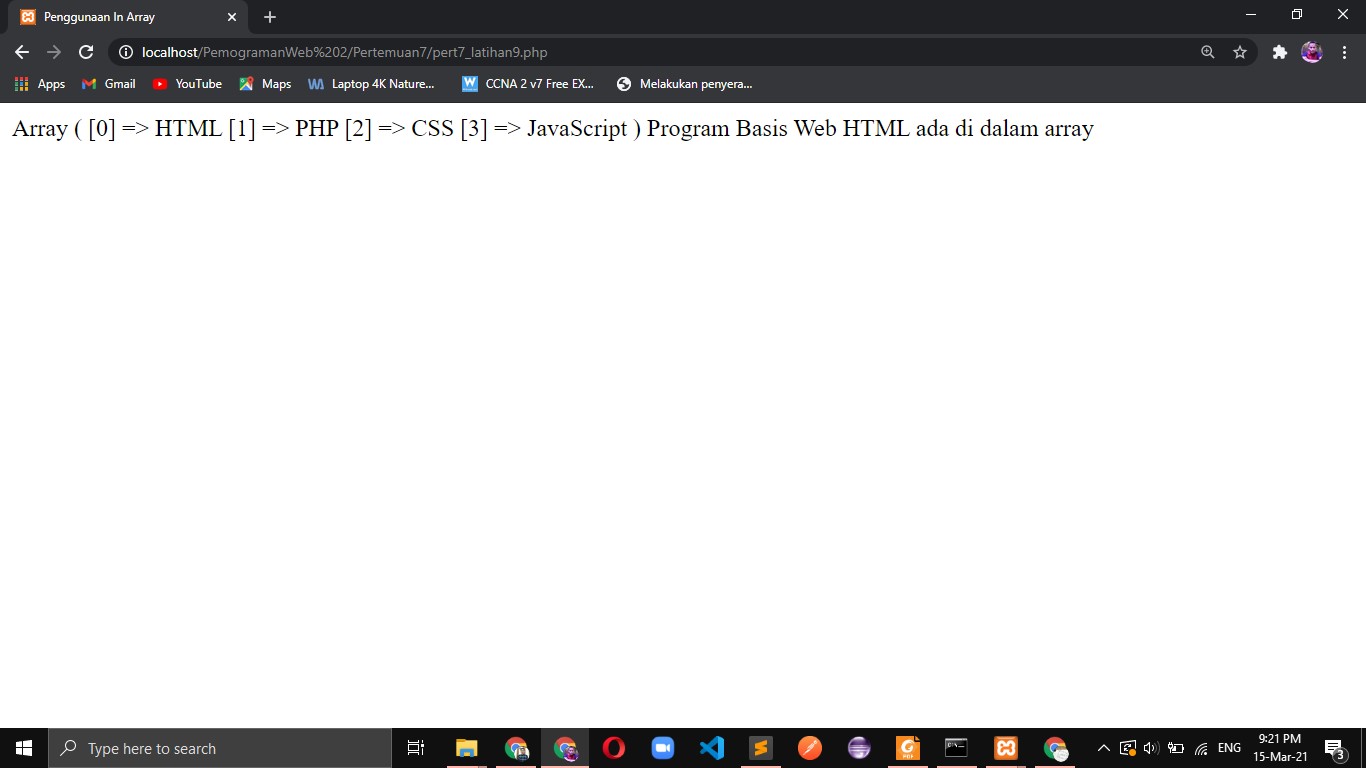 Penggunaan In Array
localhost/PemogramanWeb%202/Pertemuan7/pert7_latihan9.php
Apps Gmail YouTube Maps Laptop 4K Nature... CCNA 2 v7 Free EX... Melakukan penyera...
Array ( [0] => HTML [1] => PHP [2] => CSS [3] => JavaScript ) Program Basis Web HTML ada di dalam array
Type here to search
ENG
9:21 PM
15-Mar-21
3